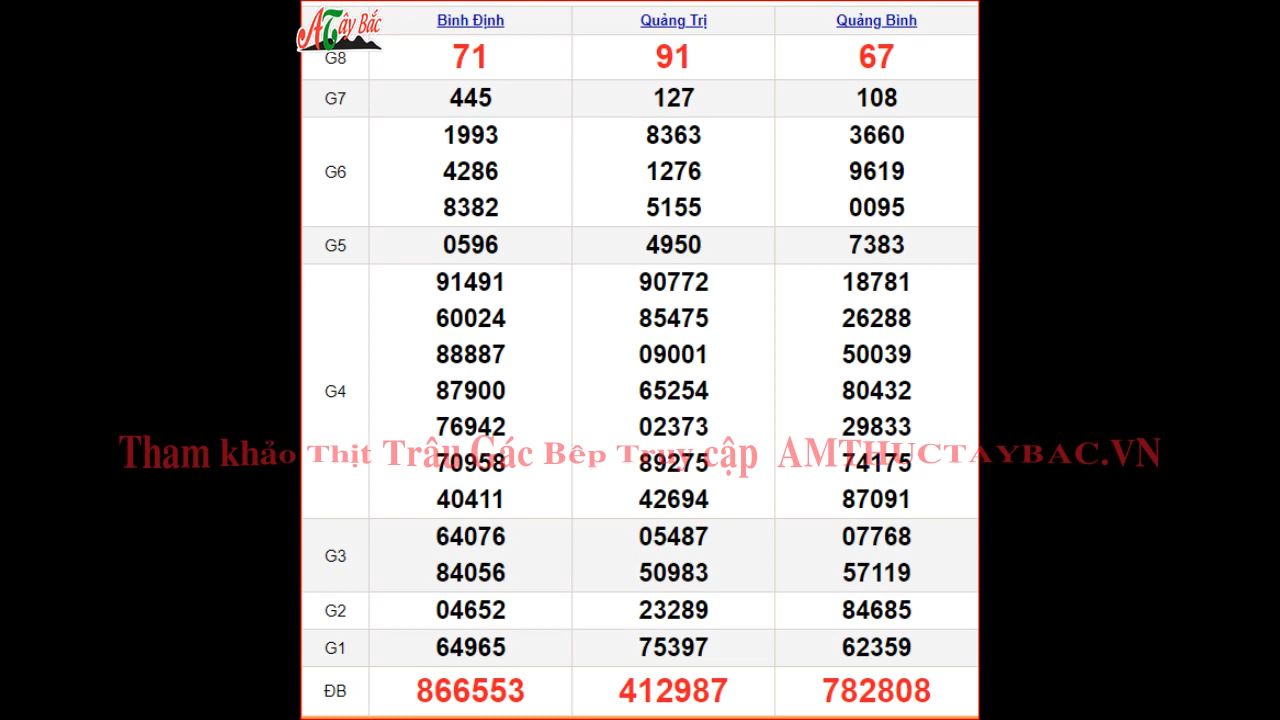 ATây Bắc
Bình Định Quảng Trị Quảng Bình
G8 71 91 67
G7 445 127 108
1993 8363 3660
G6 4286 1276 9619
8382 5155 0095
G5 0596 4950 7383
91491 90772 18781
60024 85475 26288
88887 09001 50039
G4 87900 65254 80432
76942 02373 29833
Tham khảo Thịt Trâu Gác Bếp Truy cập AMTHUCTAYBAC.VN
70958 89275 74175
40411 42694 87091
64076 05487 07768
G3
84056 50983 57119
G2 04652 23289 84685
G1 64965 75397 62359
ĐB 866553 412987 782808